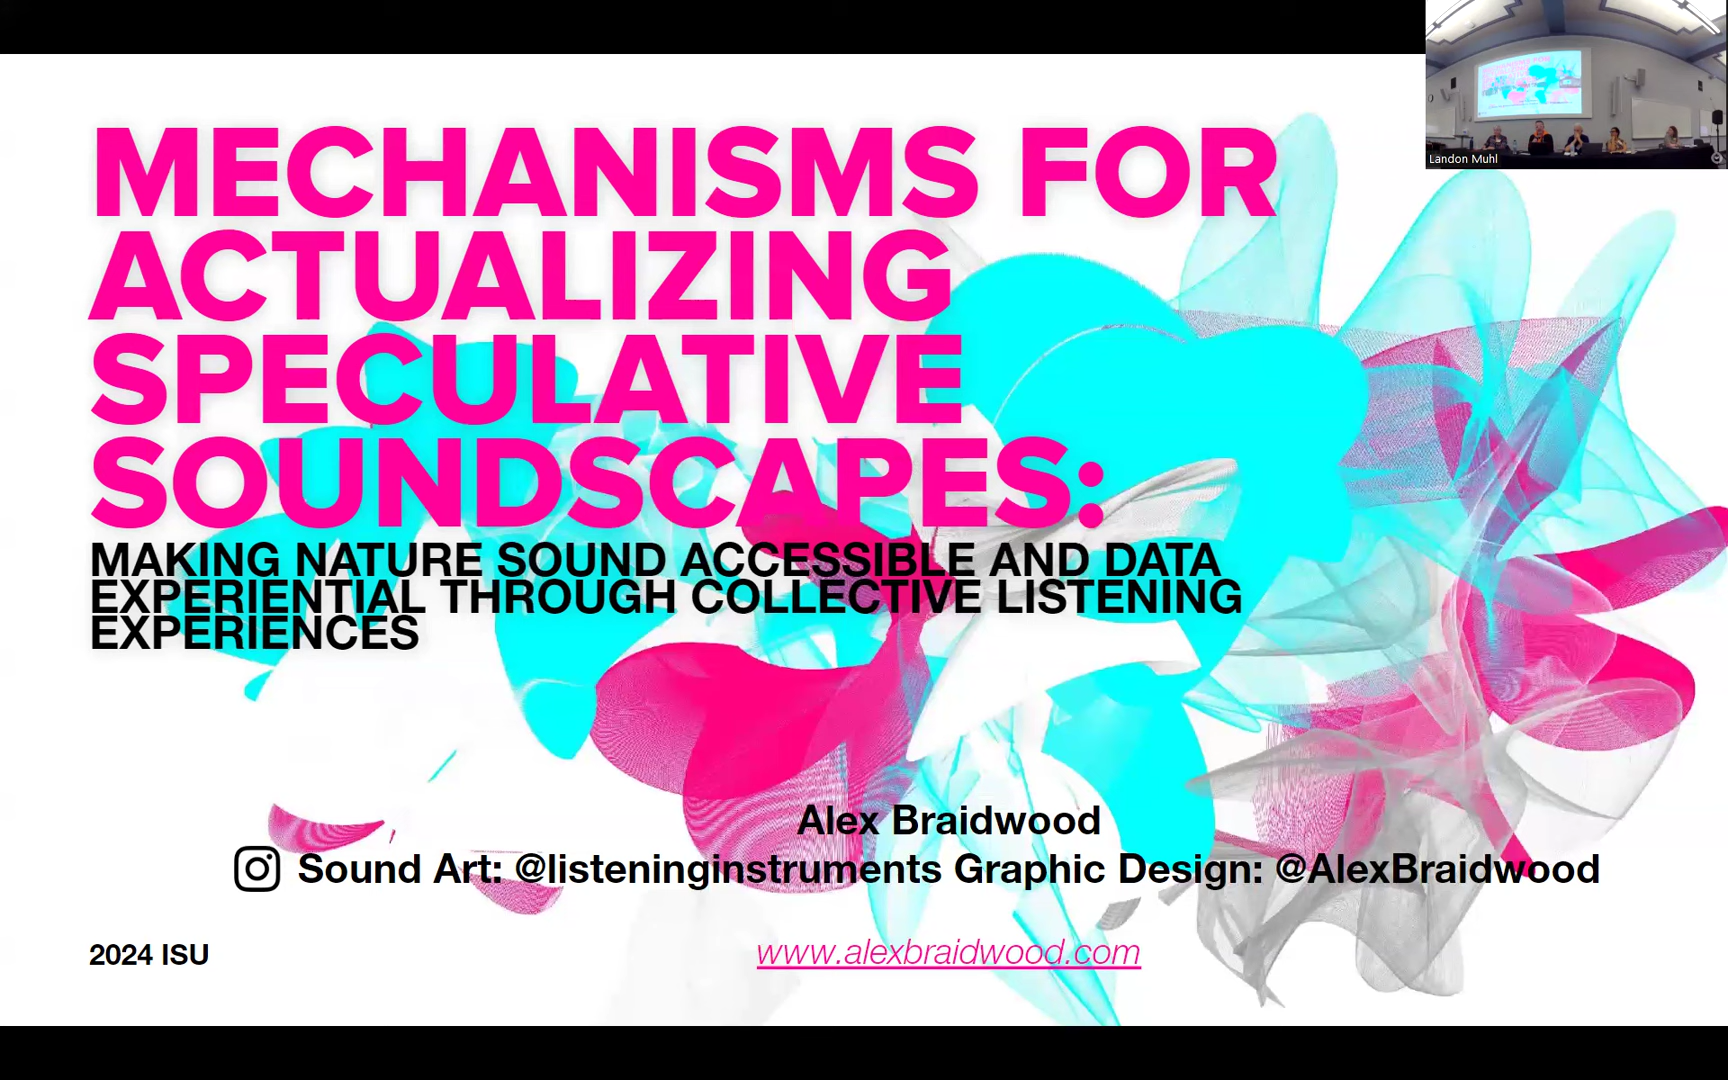 MECHANISMS FOR
ACTUALIZING
SPECULATIVE
SOUNDSCAPES:
MAKING NATURE SOUND ACCESSIBLE AND DATA
EXPERIENTIAL THROUGH COLLECTIVE LISTENING
EXPERIENCES
Alex Braidwood
Sound Art: @listeninginstruments Graphic Design: @AlexBraidwood
2024 ISU
www.alexbraidwood.com
Landon Muhl